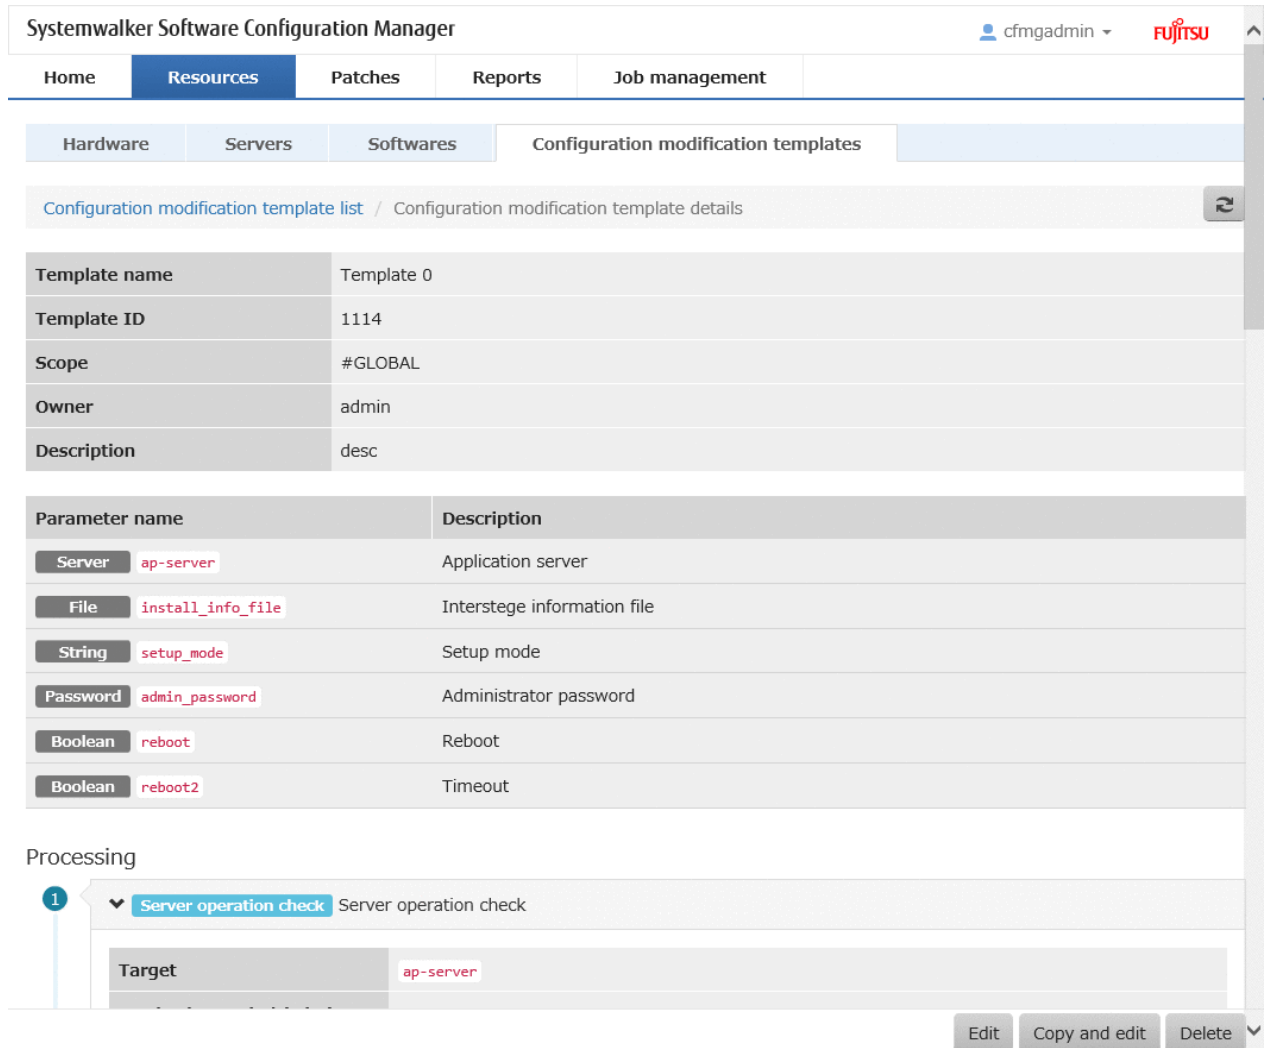 Systemwalker Software Configuration Manager
cfmgadmin
FUJITSU
Home Resources Patches Reports Job management
Hardware Servers Softwares Configuration modification templates
Configuration modification template list / Configuration modification template details
Template name Template 0
Template ID 1114
Scope #GLOBAL
Owner admin
Description desc
Parameter name Description
Server ap-server Application server
File install_info_file Interstege information file
String setup_mode Setup mode
Password admin_password Administrator password
Boolean reboot Reboot
Boolean reboot2 Timeout
Processing
1 Server operation check Server operation check
Target ap-server
Edit Copy and edit Delete